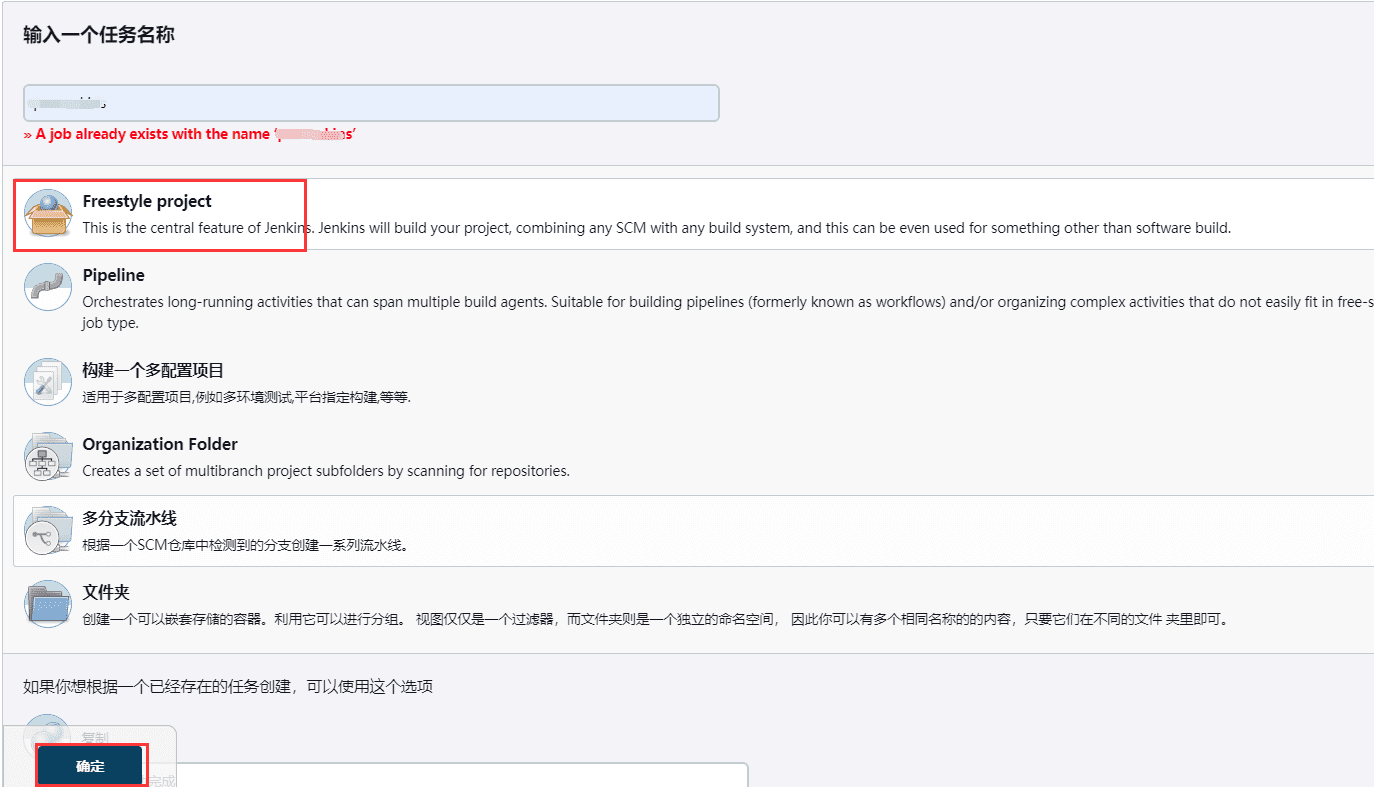 输入一个任务名称
» A job already exists with the name ‘
Freestyle project
This is the central feature of Jenkins. Jenkins will build your project, combining any SCM with any build system, and this can be even used for something other than software build.
Pipeline
Orchestrates long-running activities that can span multiple build agents. Suitable for building pipelines (formerly known as workflows) and/or organizing complex activities that do not easily fit in free-s
job type.
构建一个多配置项目
适用于多配置项目,例如多环境测试,平台指定构建,等等.
Organization Folder
Creates a set of multibranch project subfolders by scanning for repositories.
多分支流水线
根据一个SCM仓库中检测到的分支创建一系列流水线。
文件夹
创建一个可以嵌套存储的容器。利用它可以进行分组。 视图仅仅是一个过滤器，而文件夹则是一个独立的命名空间， 因此你可以有多个相同名称的的内容，只要它们在不同的文件 夹里即可。
如果你想根据一个已经存在的任务创建，可以使用这个选项
复制
确定
完成